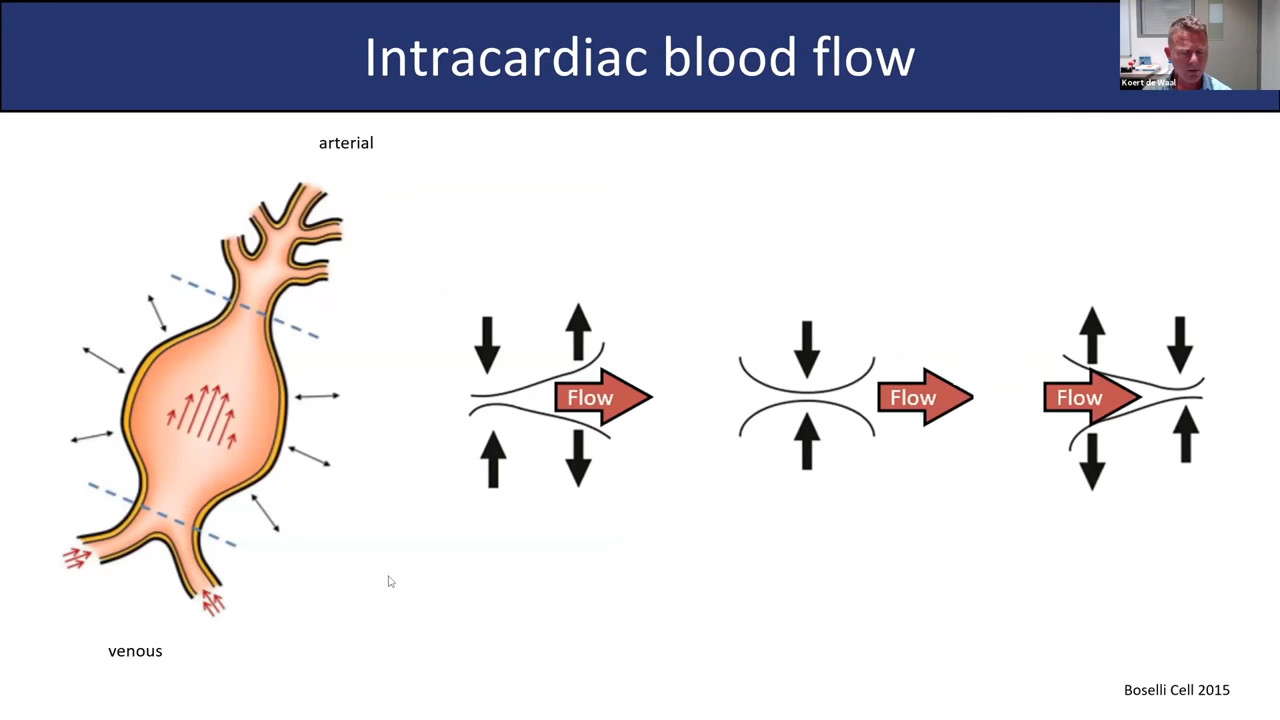 Intracardiac blood flow
Koert de Waal
arterial
Flow
Flow
Flow
venous
Boselli Cell 2015